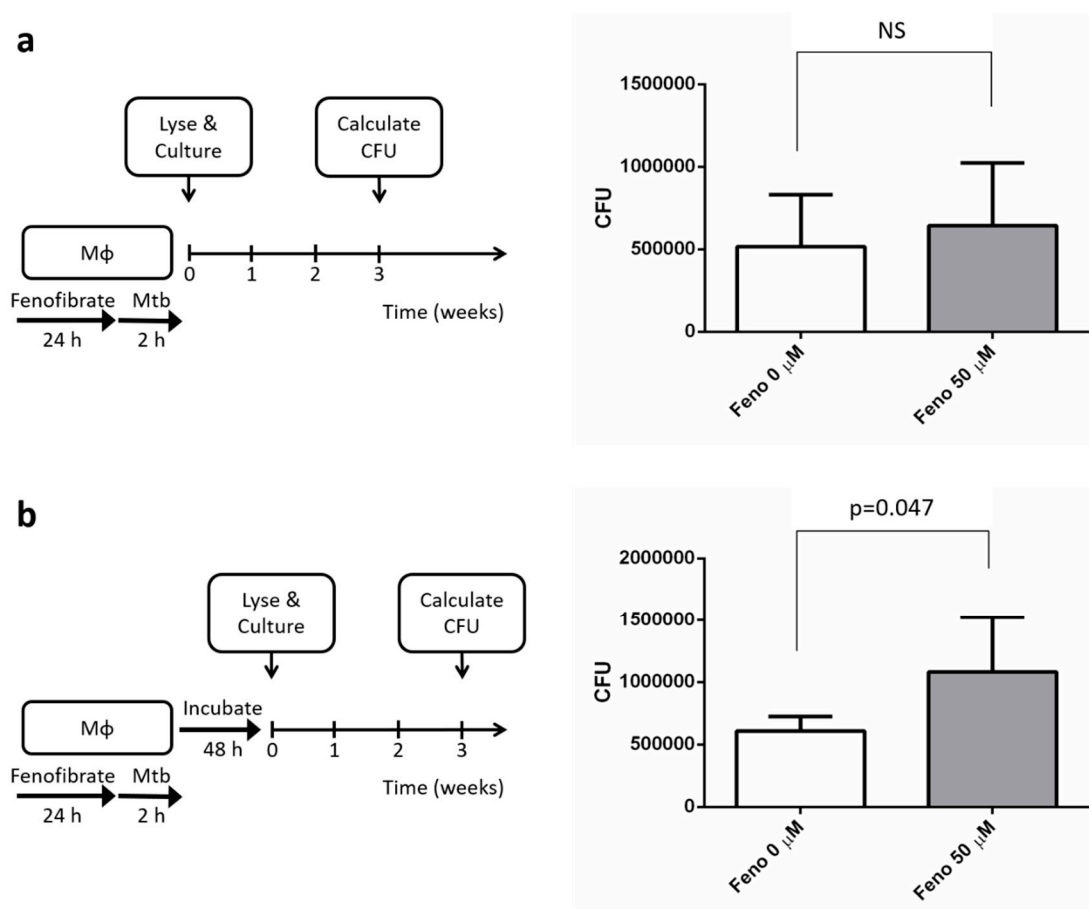 a
Lyse &
Culture
Calculate
CFU
Mϕ
0 1 2 3
Fenofibrate Mtb
24 h 2 h
Time (weeks)
NS
1500000
1000000
500000
0
CFU
Feno 0 μM
Feno 50 μM
b
Lyse &
Culture
Calculate
CFU
Mϕ
Incubate
48 h
0 1 2 3
Fenofibrate Mtb
24 h 2 h
Time (weeks)
p=0.047
2000000
1500000
1000000
500000
0
CFU
Feno 0 μM
Feno 50 μM